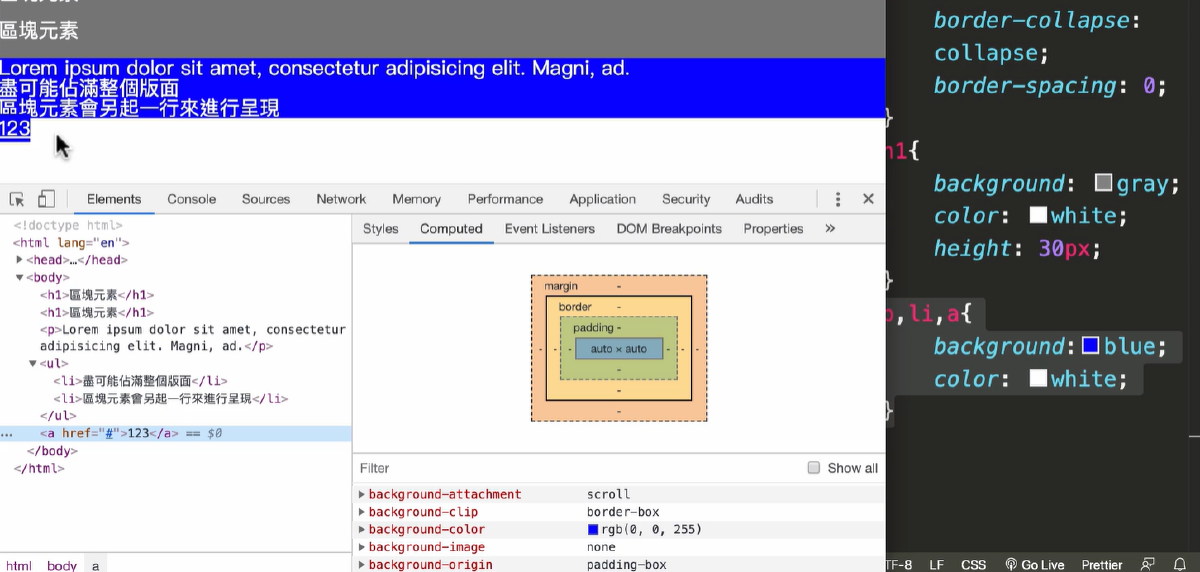 區塊元素
Lorem ipsum dolor sit amet, consectetur adipisicing elit. Magni, ad.
盡可能佔滿整個版面
區塊元素會另起一行來進行呈現
123
Elements Console Sources Network Memory Performance Application Security Audits
<!doctype html>
<html lang="en">
<head>…</head>
<body>
<h1>區塊元素</h1>
<h1>區塊元素</h1>
<p>Lorem ipsum dolor sit amet, consectetur
adipisicing elit. Magni, ad.</p>
<ul>
<li>盡可能佔滿整個版面</li>
<li>區塊元素會另起一行來進行呈現</li>
</ul>
... <a href="#">123</a> == $0
</body>
</html>
html body a
Styles Computed Event Listeners DOM Breakpoints Properties »
margin -
border -
padding -
- - - auto × auto - - -
-
-
-
Filter Show all
background-attachment scroll
background-clip border-box
background-color rgb(0, 0, 255)
background-image none
background-origin padding-box
border-collapse:
collapse;
border-spacing: 0;
}
h1{
background: gray;
color: white;
height: 30px;
}
p,li,a{
background: blue;
color: white;
}
TF-8 LF CSS Go Live Prettier